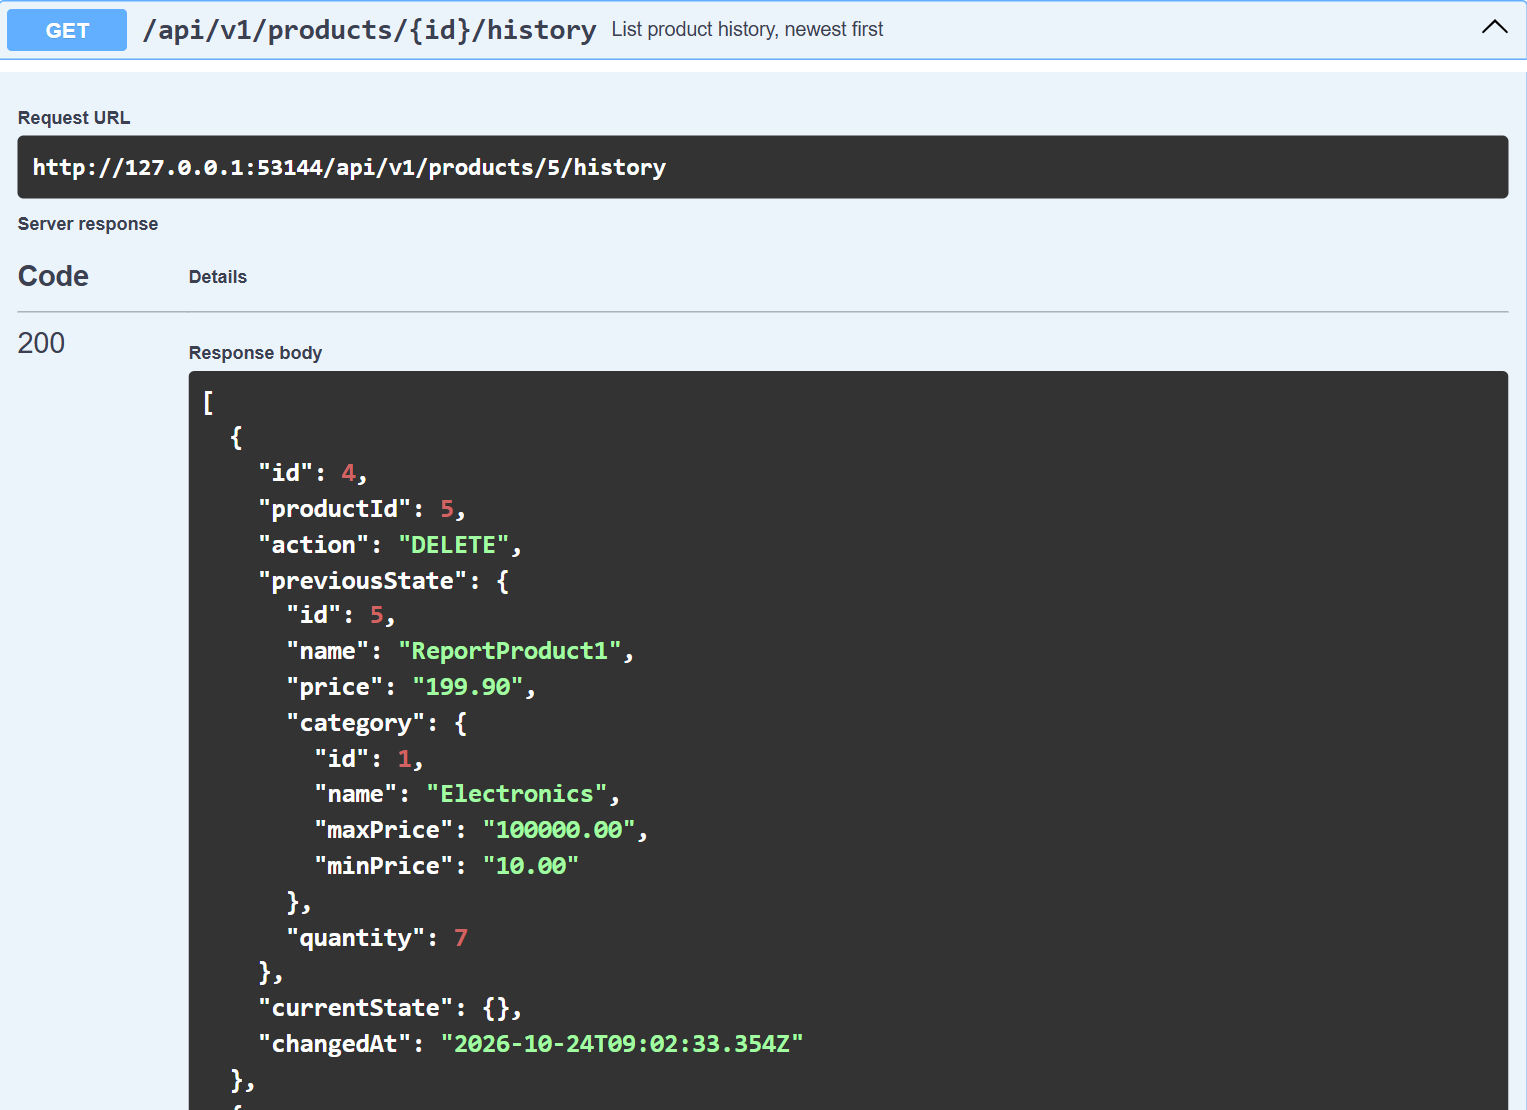 GET /api/v1/products/{id}/history List product history, newest first
Request URL
http://127.0.0.1:53144/api/v1/products/5/history
Server response
Code Details
200
Response body
[
  {
    "id": 4,
    "productId": 5,
    "action": "DELETE",
    "previousState": {
      "id": 5,
      "name": "ReportProduct1",
      "price": "199.90",
      "category": {
        "id": 1,
        "name": "Electronics",
        "maxPrice": "100000.00",
        "minPrice": "10.00"
      },
      "quantity": 7
    },
    "currentState": {},
    "changedAt": "2026-10-24T09:02:33.354Z"
  },
  {